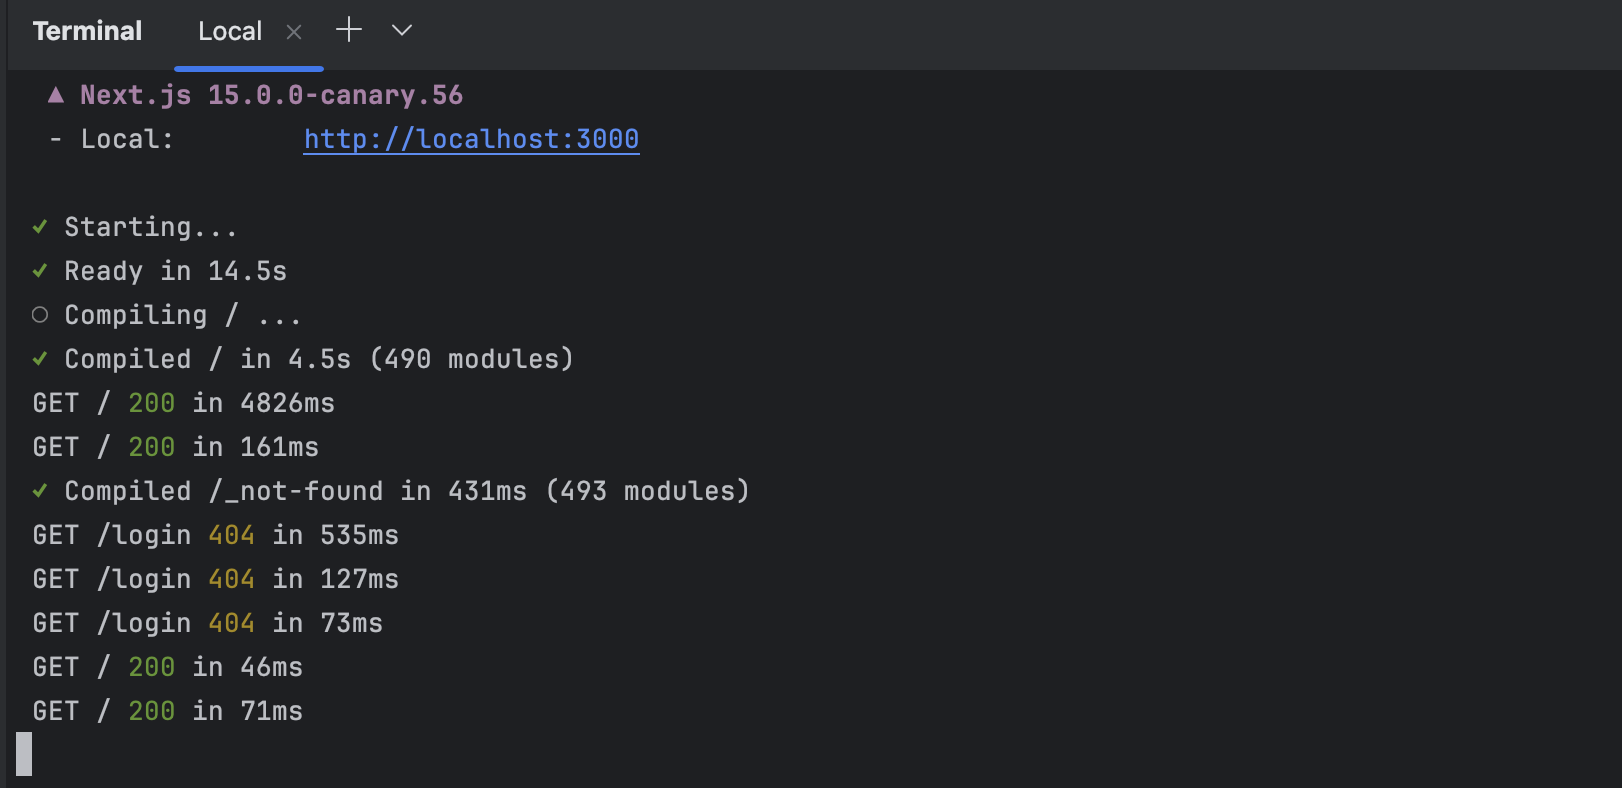 Terminal Local
▲ Next.js 15.0.0-canary.56
- Local: http://localhost:3000
✓ Starting...
✓ Ready in 14.5s
○ Compiling / ...
✓ Compiled / in 4.5s (490 modules)
GET / 200 in 4826ms
GET / 200 in 161ms
✓ Compiled /_not-found in 431ms (493 modules)
GET /login 404 in 535ms
GET /login 404 in 127ms
GET /login 404 in 73ms
GET / 200 in 46ms
GET / 200 in 71ms